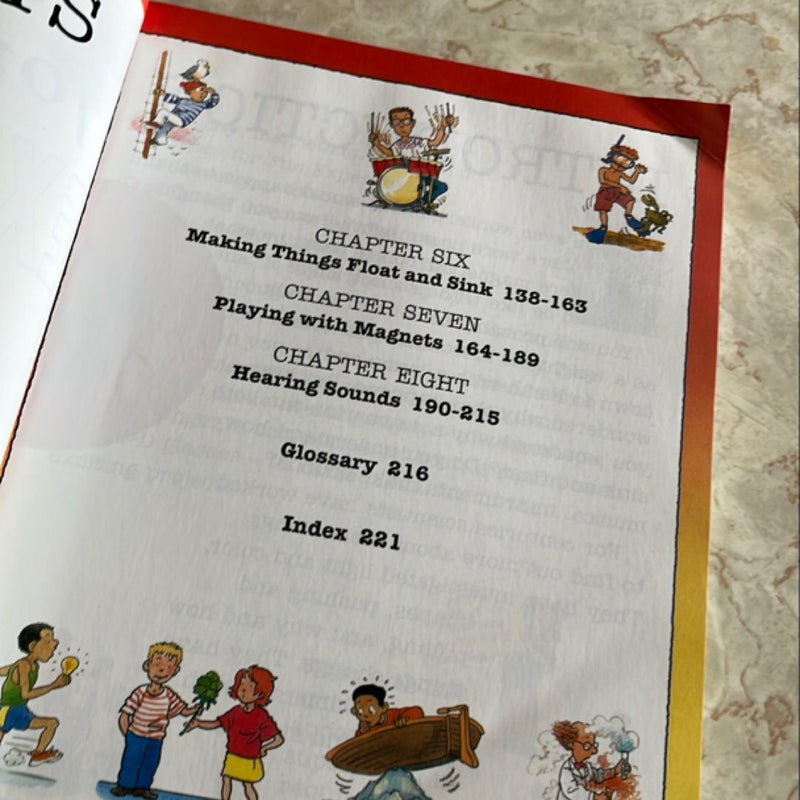 CHAPTER SIX
Making Things Float and Sink 138-163
CHAPTER SEVEN
Playing with Magnets 164-189
CHAPTER EIGHT
Hearing Sounds 190-215
Glossary 216
Index 221